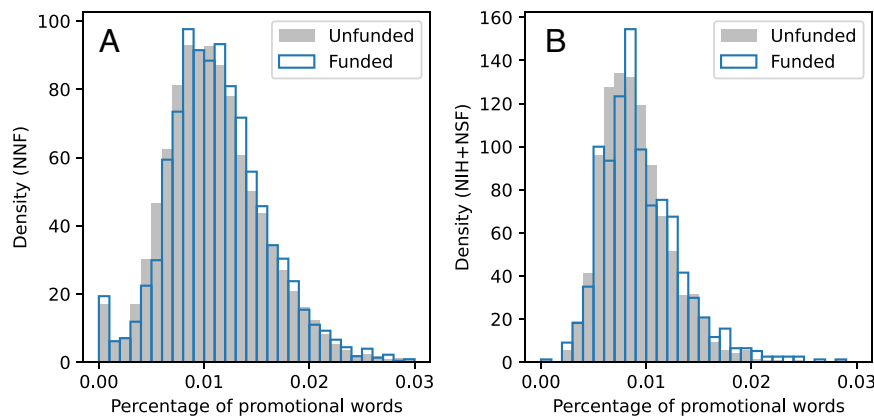 A
Unfunded
Funded
100
80
60
40
20
0
Density (NNF)
0.00
0.01
0.02
0.03
Percentage of promotional words
B
Unfunded
Funded
160
140
120
100
80
60
40
20
0
Density (NIH+NSF)
0.00
0.01
0.02
0.03
Percentage of promotional words